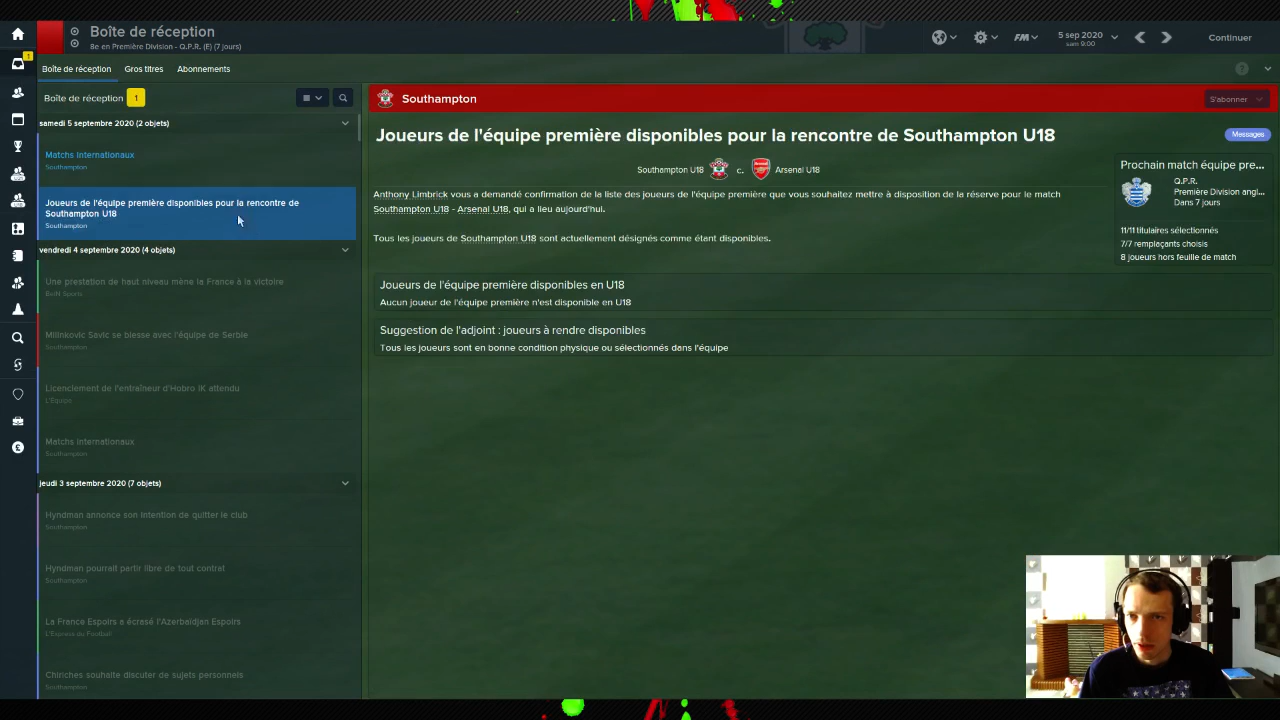 Boîte de réception
8e en Première Division - Q.P.R. (E) (7 jours)
FM
5 sep 2020
sam 9:00
Continuer
1
Boîte de réception
Gros titres
Abonnements
?
Boîte de réception 1
samedi 5 septembre 2020 (2 objets)
Matchs Internationaux
Southampton
Joueurs de l'équipe première disponibles pour la rencontre de
Southampton U18
Southampton
vendredi 4 septembre 2020 (4 objets)
Une prestation de haut niveau mène la France à la victoire
BeIN Sports
Milinkovic Savic se blesse avec l'équipe de Serbie
Southampton
Licenciement de l'entraîneur d'Hobro IK attendu
L'Equipe
Matchs Internationaux
Southampton
jeudi 3 septembre 2020 (7 objets)
Hyndman annonce son intention de quitter le club
Southampton
Hyndman pourrait partir libre de tout contrat
Southampton
La France Espoirs a écrasé l'Azerbaïdjan Espoirs
L'Express du Football
Chiriches souhaite discuter de sujets personnels
Southampton
Southampton
S'abonner
Joueurs de l'équipe première disponibles pour la rencontre de Southampton U18
Messages
Southampton U18 c. Arsenal U18
Anthony Limbrick vous a demandé confirmation de la liste des joueurs de l'équipe première que vous souhaitez mettre à disposition de la réserve pour le match
Southampton U18 - Arsenal U18, qui a lieu aujourd'hui.
Tous les joueurs de Southampton U18 sont actuellement désignés comme étant disponibles.
Joueurs de l'équipe première disponibles en U18
Aucun joueur de l'équipe première n'est disponible en U18
Suggestion de l'adjoint : joueurs à rendre disponibles
Tous les joueurs sont en bonne condition physique ou sélectionnés dans l'équipe
Prochain match équipe pre...
Q.P.R.
Première Division angl...
Dans 7 jours
11/11 titulaires sélectionnés
7/7 remplaçants choisis
8 joueurs hors feuille de match